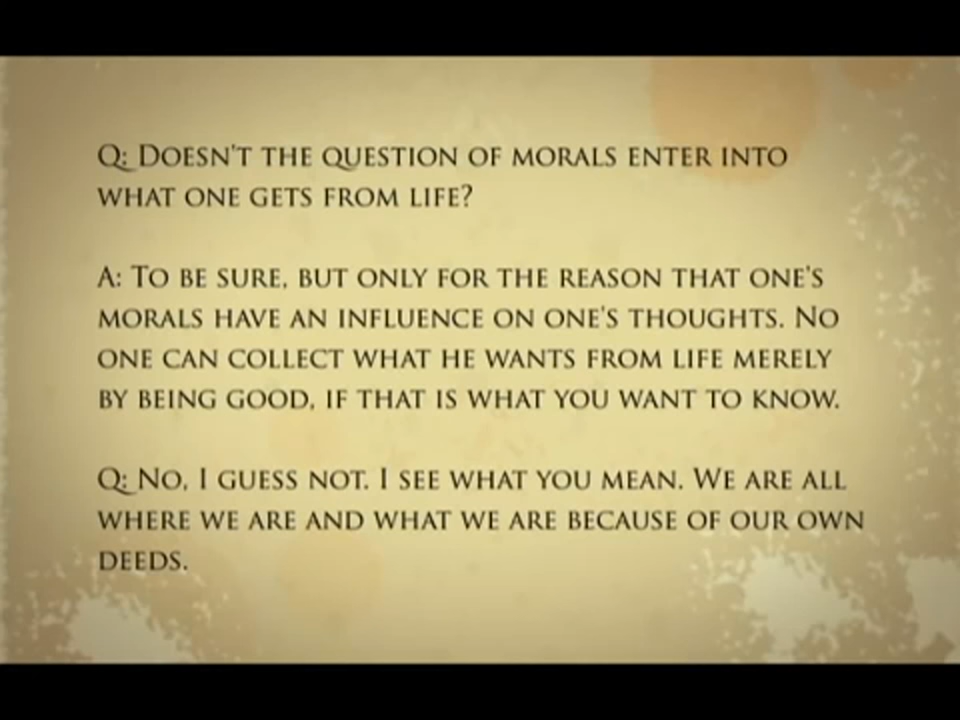 Q: Doesn't the question of morals enter into
what one gets from life?
A: To be sure, but only for the reason that one's
morals have an influence on one's thoughts. No
one can collect what he wants from life merely
by being good, if that is what you want to know.
Q: No, I guess not. I see what you mean. We are all
where we are and what we are because of our own
deeds.